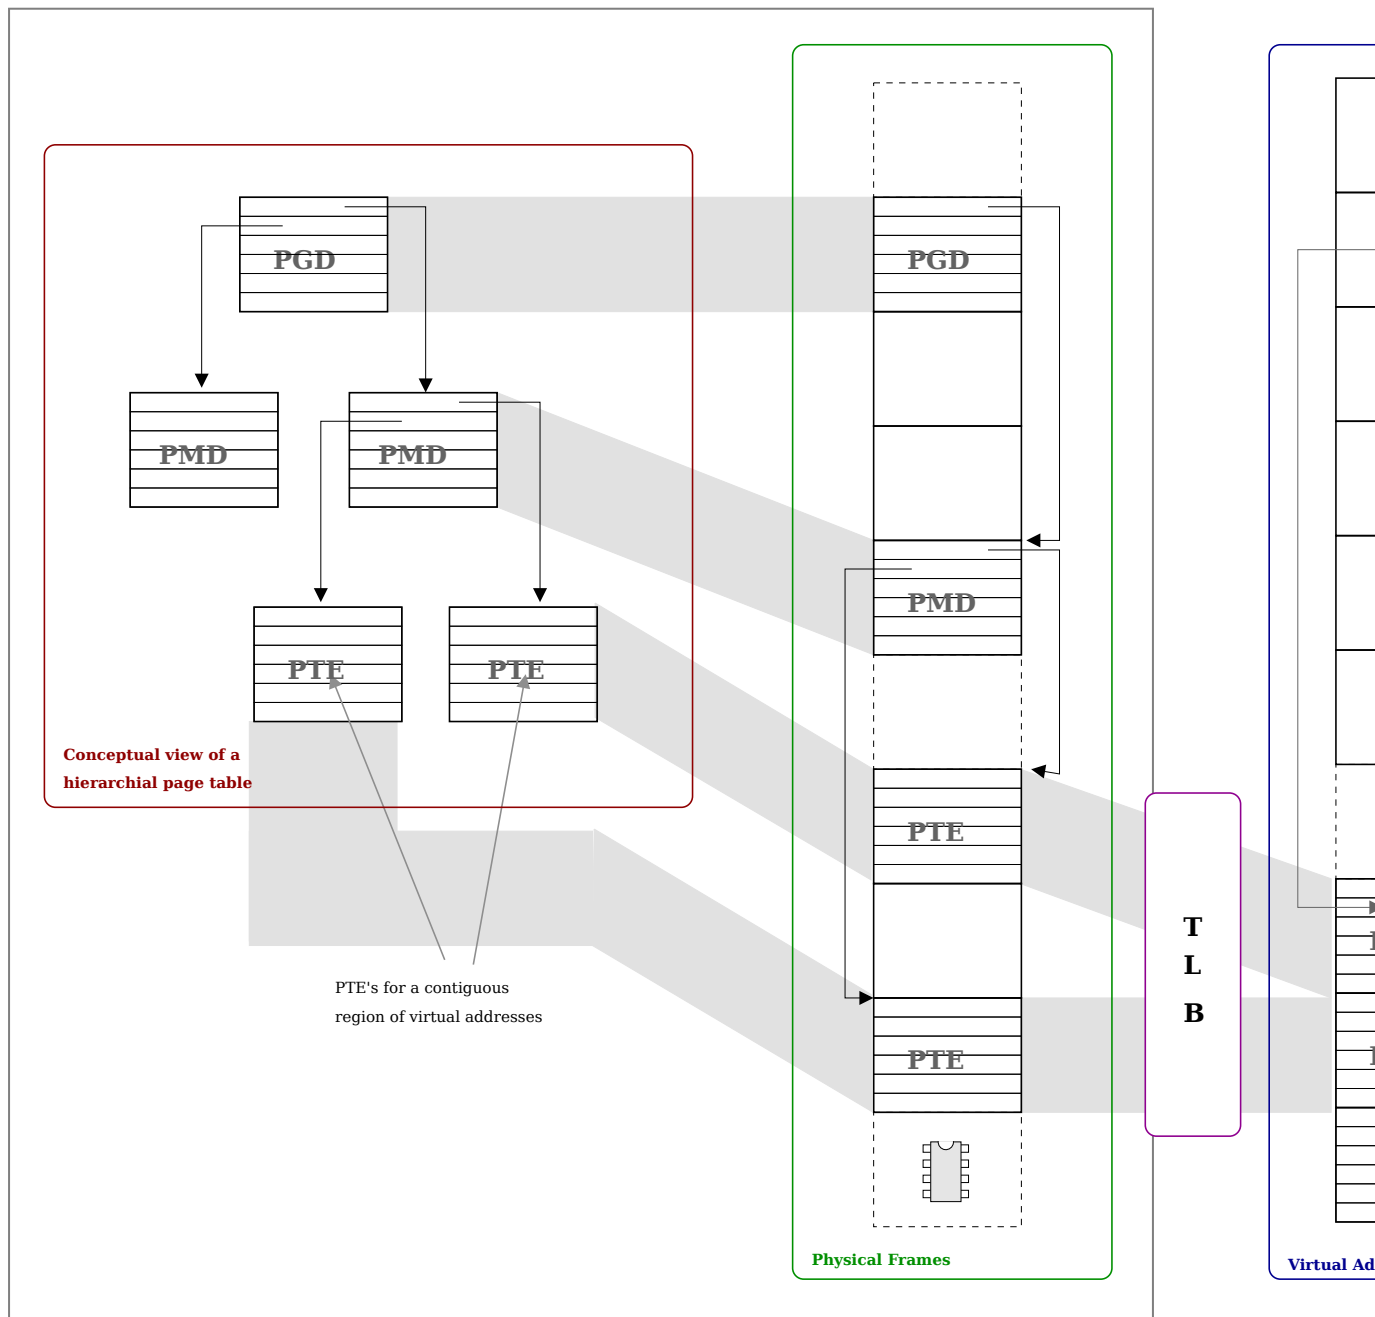 PGD
PGD
PMD
PMD
PMD
PTE
PTE
Conceptual view of a
hierarchial page table
PTE
T
L
B
PTE's for a contiguous
region of virtual addresses
PTE
Physical Frames
Virtual